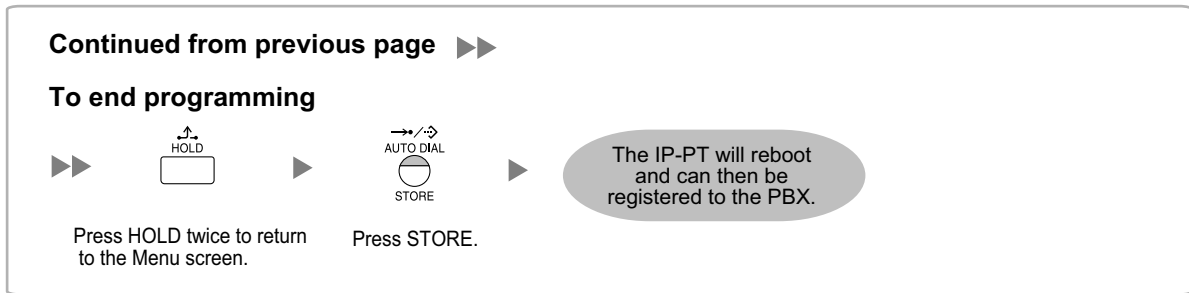 Continued from previous page
To end programming
HOLD
AUTO DIAL
STORE
The IP-PT will reboot
and can then be
registered to the PBX.
Press HOLD twice to return
to the Menu screen.
Press STORE.